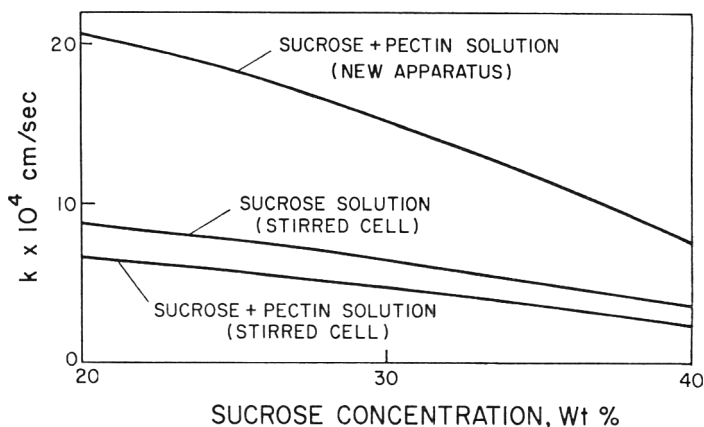 20
SUCROSE + PECTIN SOLUTION
(NEW APPARATUS)
k x 10⁴ cm/sec
10
SUCROSE SOLUTION
(STIRRED CELL)
SUCROSE + PECTIN SOLUTION
(STIRRED CELL)
0
20
30
40
SUCROSE CONCENTRATION, Wt %